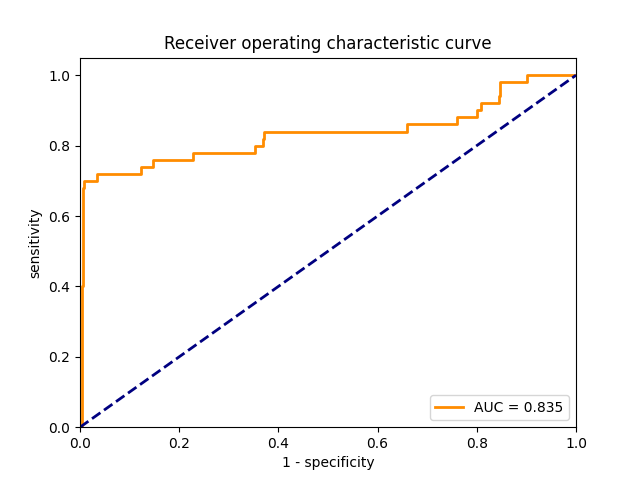 Receiver operating characteristic curve
1.0
0.8
0.6
0.4
0.2
0.0
sensitivity
AUC = 0.835
0.0 0.2 0.4 0.6 0.8 1.0
1 - specificity